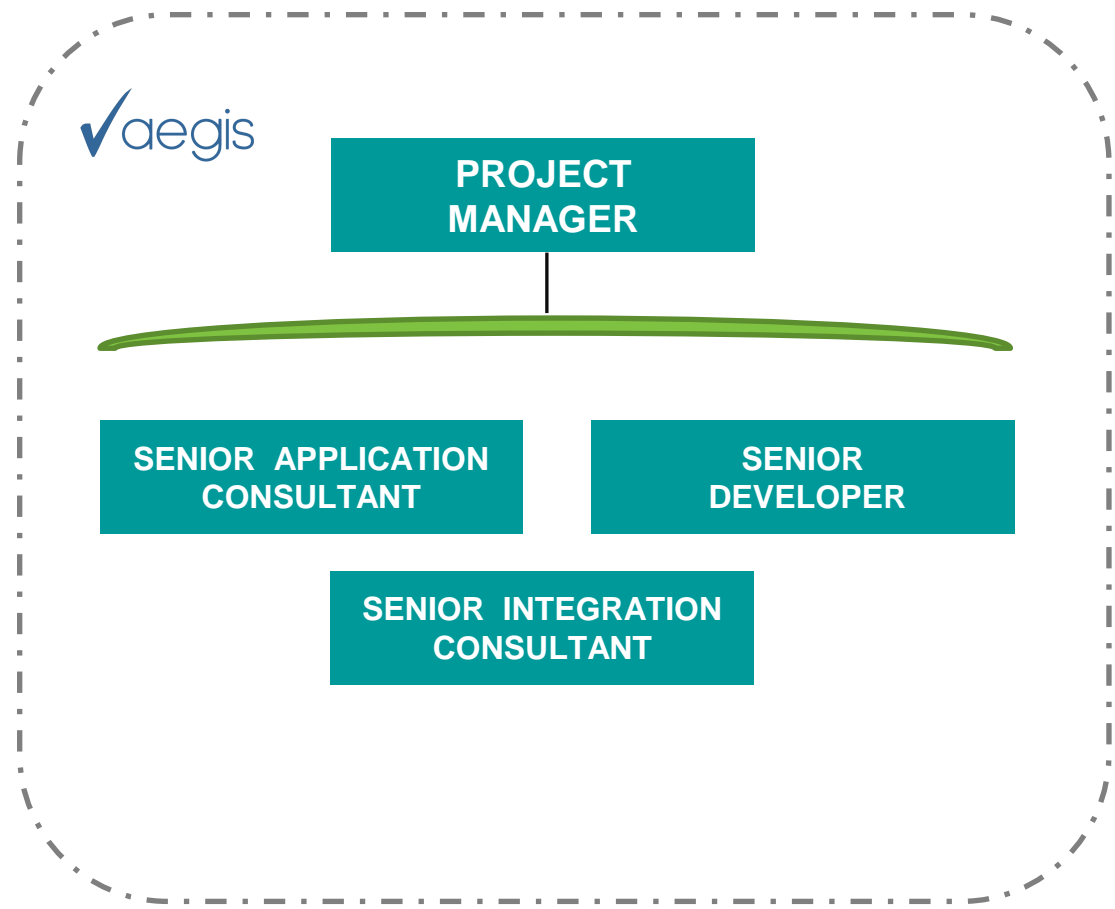 aegis
PROJECT
MANAGER
SENIOR APPLICATION
CONSULTANT
SENIOR
DEVELOPER
SENIOR INTEGRATION
CONSULTANT